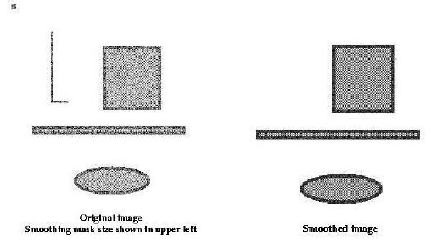 Original image
Smoothing mask size shown in upper left
Smoothed image